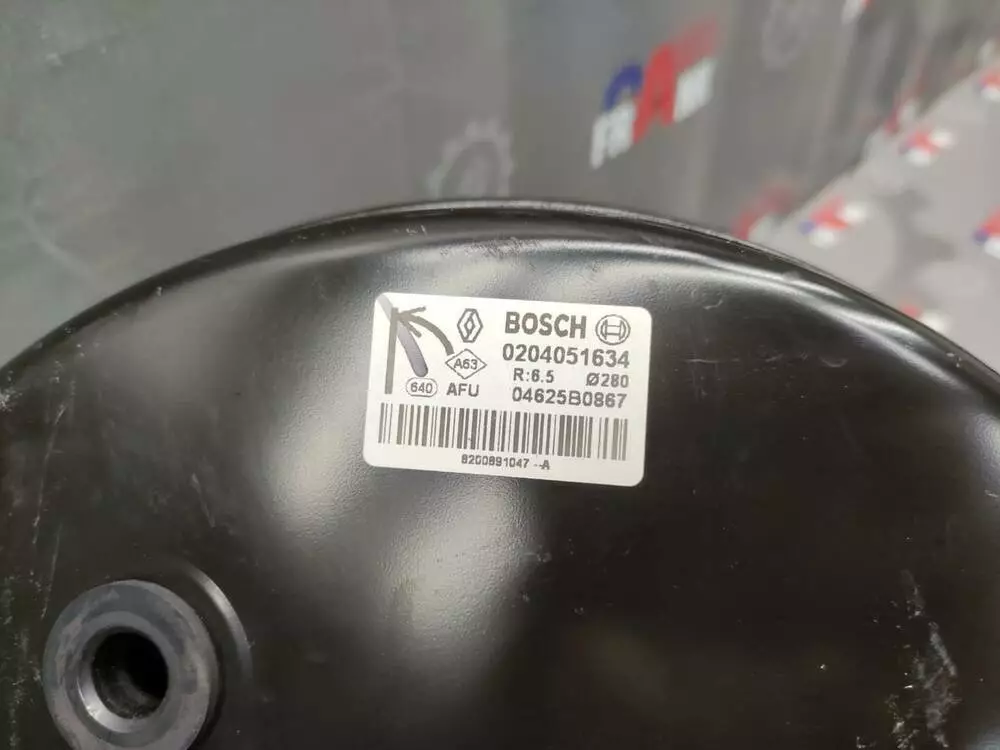 BOSCH
0204051634
A63
R:6.5 Ø280
640 AFU 04625B0867
8200891047--A